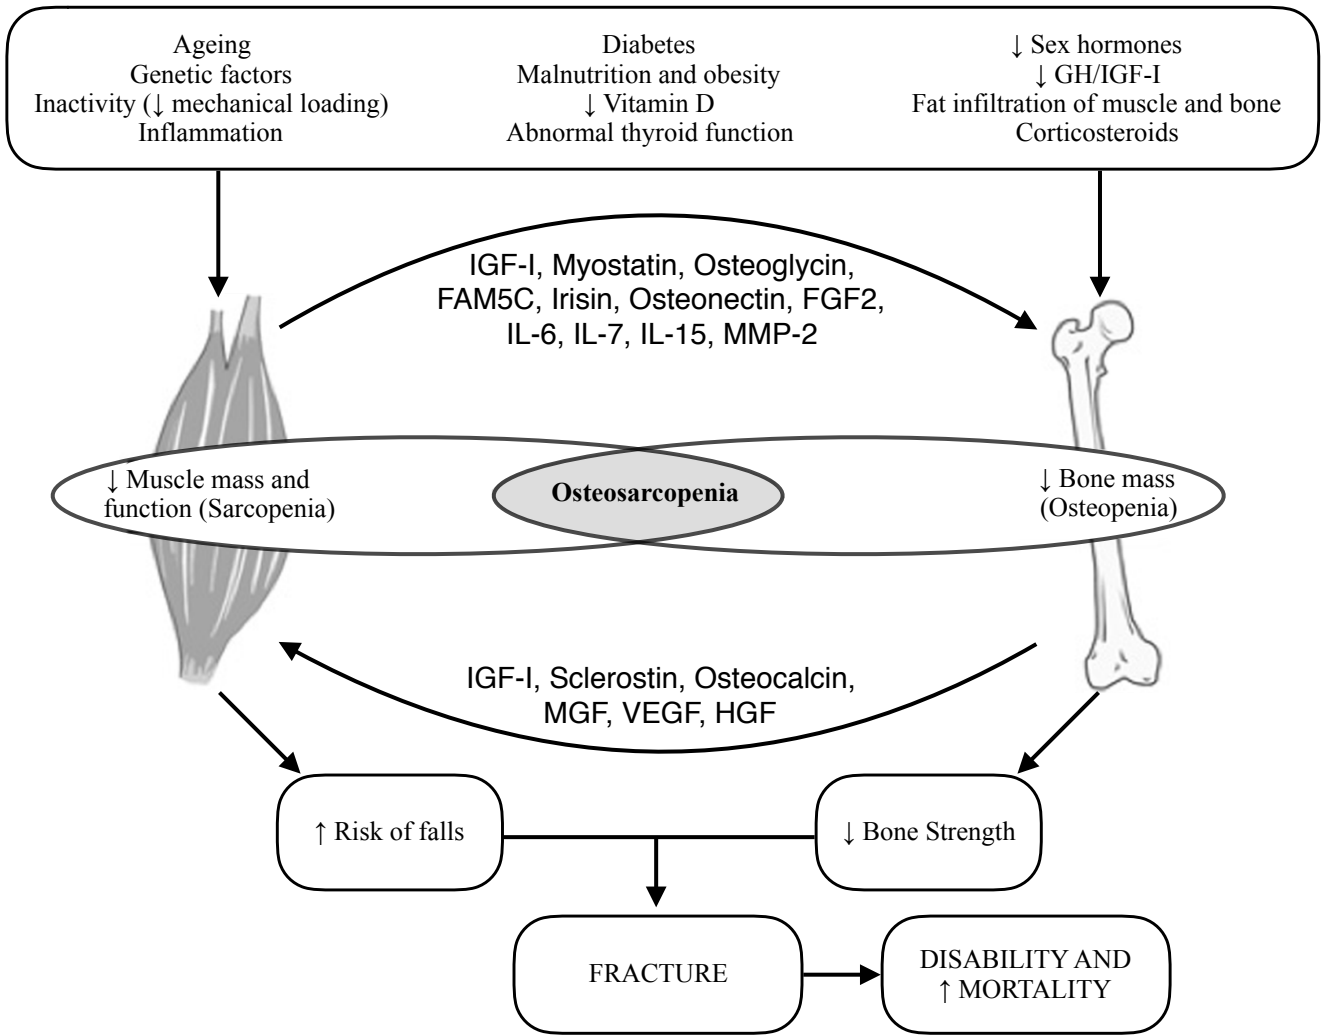 Ageing
Genetic factors
Inactivity (↓ mechanical loading)
Inflammation
Diabetes
Malnutrition and obesity
↓ Vitamin D
Abnormal thyroid function
↓ Sex hormones
↓ GH/IGF-I
Fat infiltration of muscle and bone
Corticosteroids
IGF-I, Myostatin, Osteoglycin,
FAM5C, Irisin, Osteonectin, FGF2,
IL-6, IL-7, IL-15, MMP-2
↓ Muscle mass and
function (Sarcopenia)
Osteosarcopenia
↓ Bone mass
(Osteopenia)
IGF-I, Sclerostin, Osteocalcin,
MGF, VEGF, HGF
↑ Risk of falls
↓ Bone Strength
FRACTURE
DISABILITY AND
↑ MORTALITY